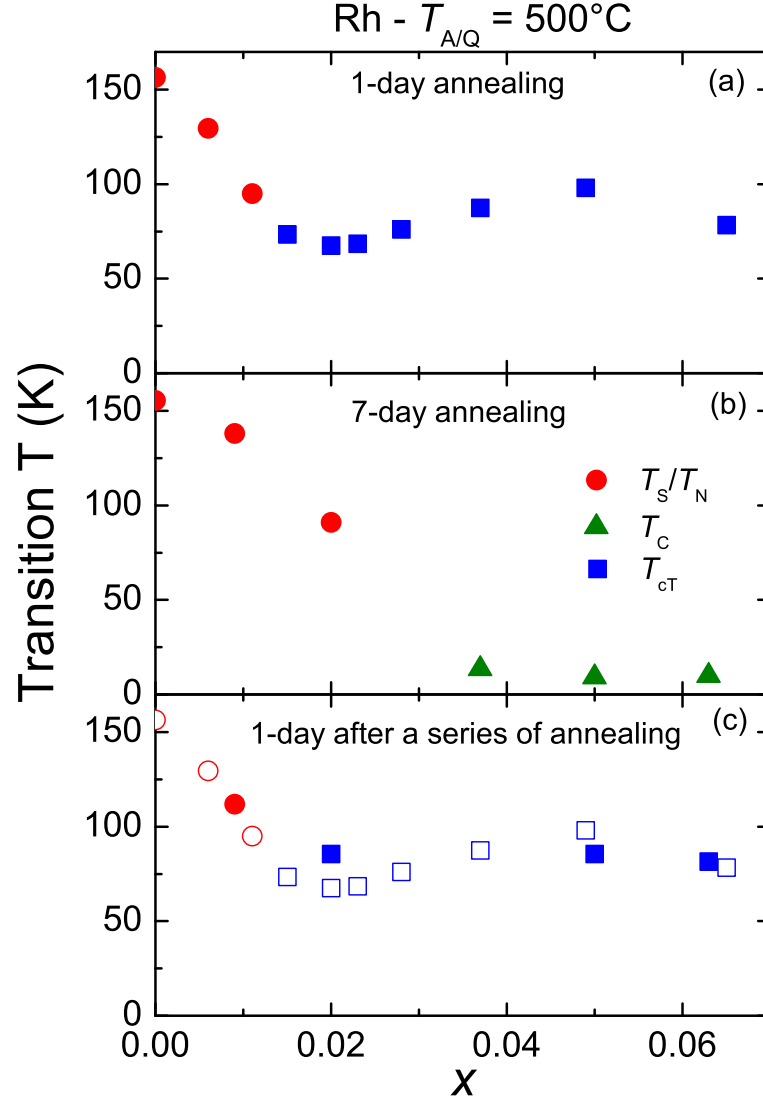 Rh - T_A/Q = 500°C
1-day annealing (a)
150
100
50
0
7-day annealing (b)
150
100
50
0
T_S/T_N
T_C
T_cT
1-day after a series of annealing (c)
150
100
50
0
0.00 0.02 0.04 0.06
x
Transition T (K)